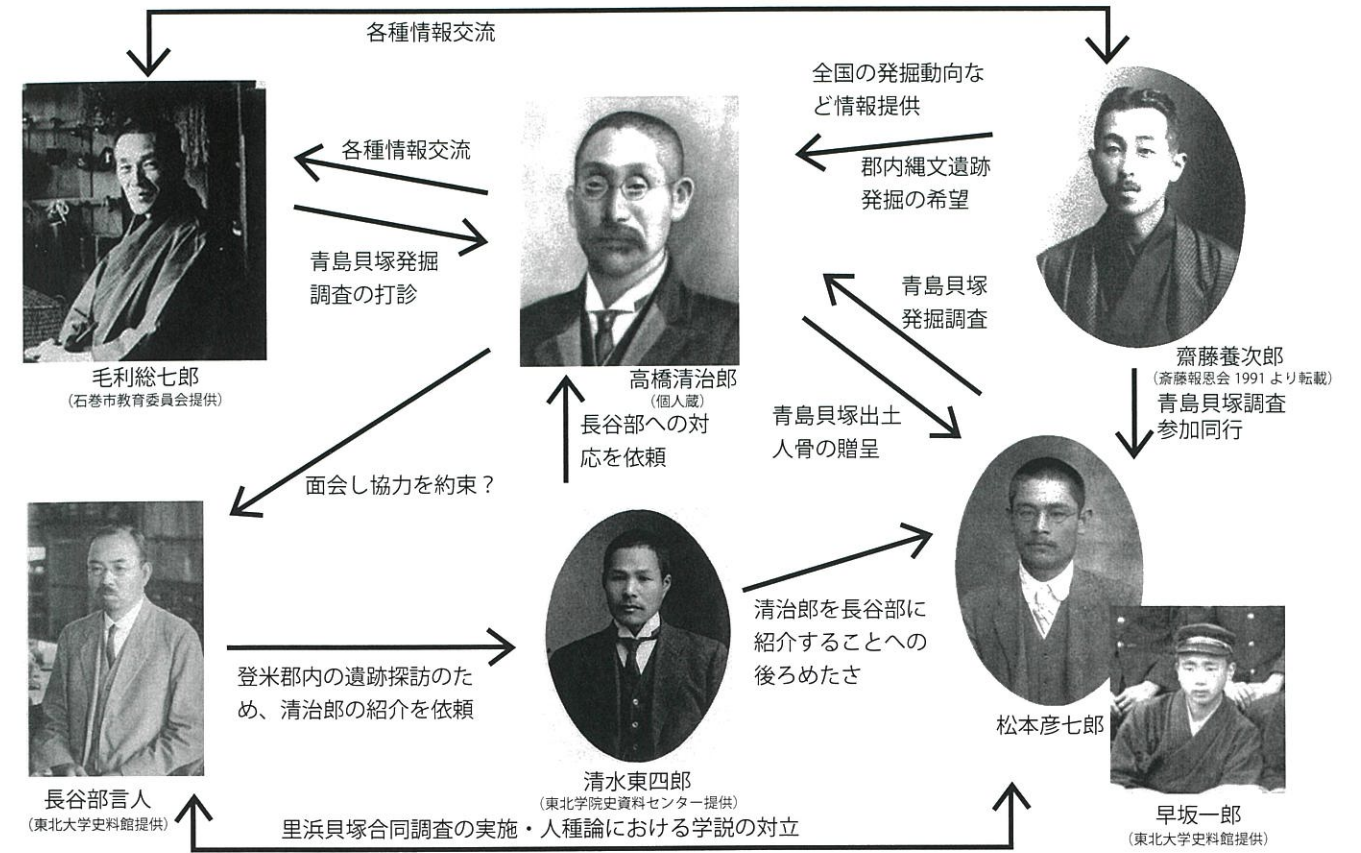 各種情報交流
全国の発掘動向な
ど情報提供
各種情報交流
郡内縄文遺跡
発掘の希望
青島貝塚発掘
調査の打診
青島貝塚
発掘調査
毛利総七郎
（石巻市教育委員会提供）
高橋清治郎
（個人蔵）
齋藤養次郎
（斎藤報恩会 1991 より転載）
長谷部への対
応を依頼
青島貝塚出土
人骨の贈呈
青島貝塚調査
参加同行
面会し協力を約束？
清治郎を長谷部に
紹介することへの
後ろめたさ
登米郡内の遺跡探訪のた
め、清治郎の紹介を依頼
松本彦七郎
清水東四郎
（東北学院史資料センター提供）
長谷部言人
（東北大学史料館提供）
早坂一郎
（東北大学史料館提供）
里浜貝塚合同調査の実施・人種論における学説の対立